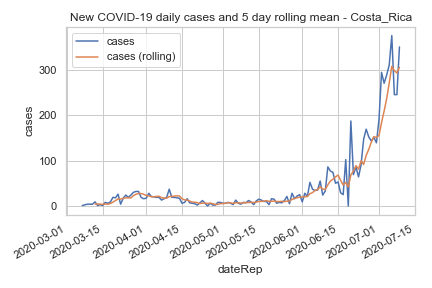 New COVID-19 daily cases and 5 day rolling mean - Costa_Rica
cases
cases (rolling)
300
200
100
0
cases
2020-03-01
2020-03-15
2020-04-01
2020-04-15
2020-05-01
2020-05-15
2020-06-01
2020-06-15
2020-07-01
2020-07-15
dateRep